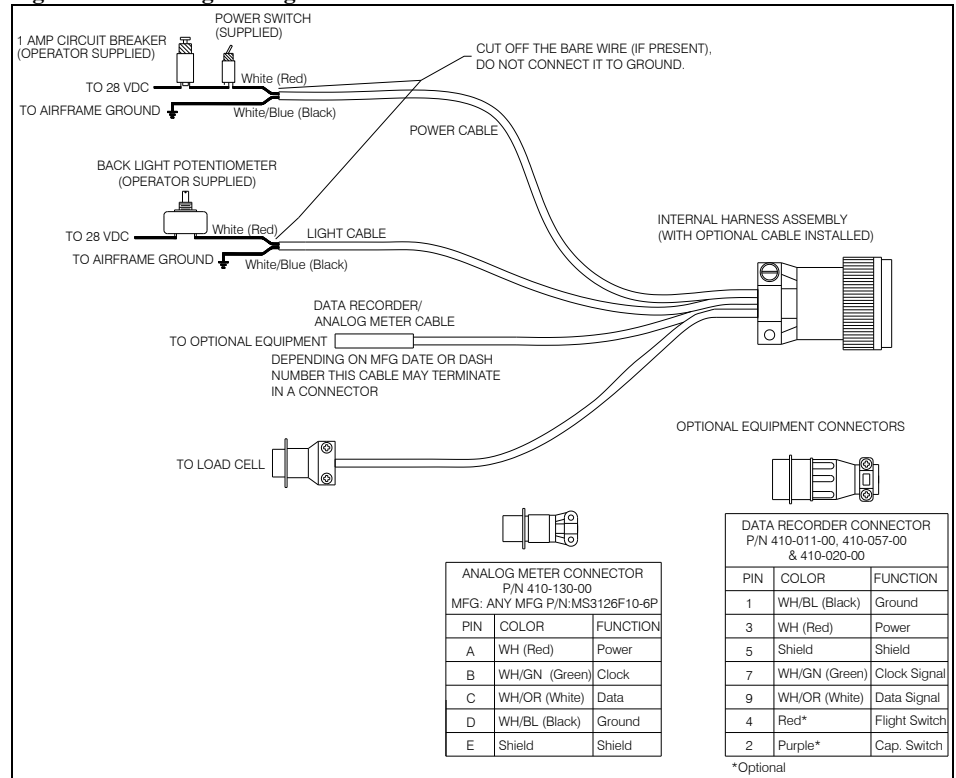 POWER SWITCH
(SUPPLIED)
1 AMP CIRCUIT BREAKER
(OPERATOR SUPPLIED)
CUT OFF THE BARE WIRE (IF PRESENT),
DO NOT CONNECT IT TO GROUND.
White (Red)
TO 28 VDC
TO AIRFRAME GROUND
White/Blue (Black)
POWER CABLE
BACK LIGHT POTENTIOMETER
(OPERATOR SUPPLIED)
White (Red)
LIGHT CABLE
TO 28 VDC
TO AIRFRAME GROUND
White/Blue (Black)
INTERNAL HARNESS ASSEMBLY
(WITH OPTIONAL CABLE INSTALLED)
DATA RECORDER/
ANALOG METER CABLE
TO OPTIONAL EQUIPMENT
DEPENDING ON MFG DATE OR DASH
NUMBER THIS CABLE MAY TERMINATE
IN A CONNECTOR
TO LOAD CELL
OPTIONAL EQUIPMENT CONNECTORS
ANALOG METER CONNECTOR
P/N 410-130-00
MFG: ANY MFG P/N:MS3126F10-6P
PIN COLOR FUNCTION
A WH (Red) Power
B WH/GN (Green) Clock
C WH/OR (White) Data
D WH/BL (Black) Ground
E Shield Shield
DATA RECORDER CONNECTOR
P/N 410-011-00, 410-057-00
& 410-020-00
PIN COLOR FUNCTION
1 WH/BL (Black) Ground
3 WH (Red) Power
5 Shield Shield
7 WH/GN (Green) Clock Signal
9 WH/OR (White) Data Signal
4 Red* Flight Switch
2 Purple* Cap. Switch
*Optional